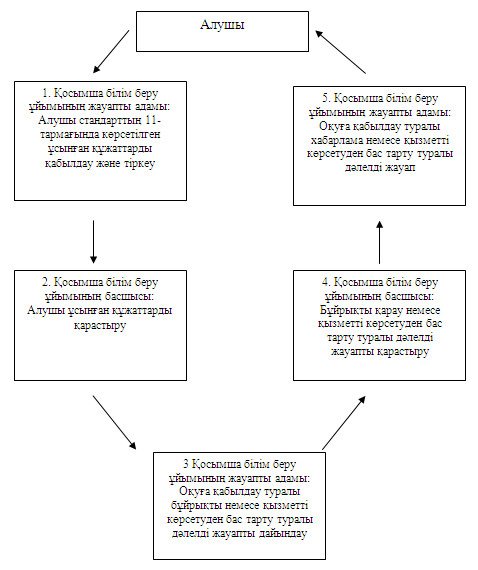 Алушы
1. Қосымша білім беру
ұйымының жауапты адамы:
Алушы стандарттың 11-
тармағында көрсетілген
ұсынған құжаттарды
қабылдау және тіркеу
2. Қосымша білім беру
ұйымының басшысы:
Алушы ұсынған құжаттарды
қарастыру
3 Қосымша білім беру
ұйымының жауапты адамы:
Оқуға қабылдау туралы
бұйрықты немесе қызметті
көрсетуден бас тарту туралы
дәлелді жауапты дайындау
4. Қосымша білім беру
ұйымының басшысы:
Бұйрықты қарау немесе
қызметті көрсетуден бас
тарту туралы дәлелді
жауапты қарастыру
5. Қосымша білім беру
ұйымының жауапты адамы:
Оқуға қабылдау туралы
хабарлама немесе қызметті
көрсетуден бас тарту туралы
дәлелді жауап